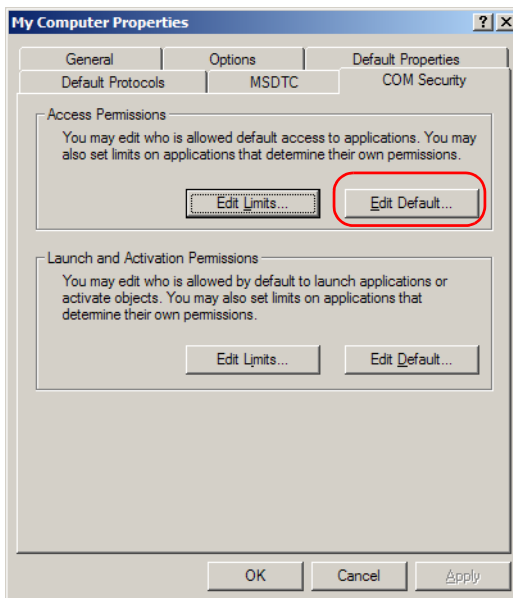 My Computer Properties
General Options Default Properties
Default Protocols MSDTC COM Security
Access Permissions
You may edit who is allowed default access to applications. You may
also set limits on applications that determine their own permissions.
Edit Limits... Edit Default...
Launch and Activation Permissions
You may edit who is allowed by default to launch applications or
activate objects. You may also set limits on applications that
determine their own permissions.
Edit Limits... Edit Default...
OK Cancel Apply